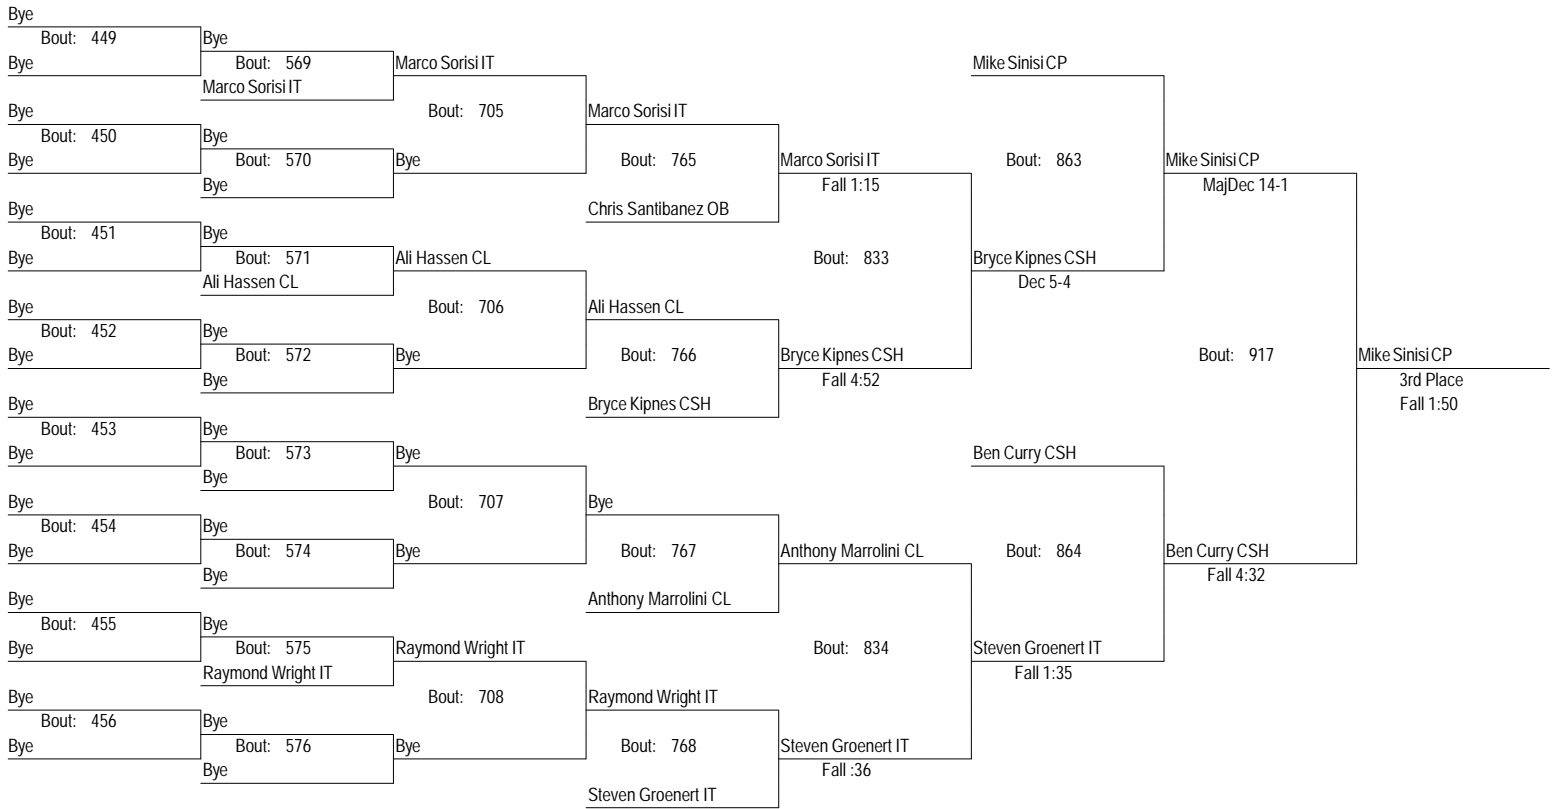 Bye
Bout: 449
Bye
Bye
Bout: 569
Marco Sorisi IT
Marco Sorisi IT
Bye
Bout: 450
Bye
Bye
Bout: 570
Bye
Bye
Bout: 705
Marco Sorisi IT
Bye
Bout: 451
Bye
Bye
Bout: 571
Ali Hassen CL
Ali Hassen CL
Bye
Bout: 452
Bye
Bye
Bout: 572
Bye
Bye
Bout: 706
Ali Hassen CL
Bye
Bout: 453
Bye
Bye
Bout: 573
Bye
Bye
Bye
Bout: 454
Bye
Bye
Bout: 574
Bye
Bye
Bout: 707
Bye
Bye
Bout: 455
Bye
Bye
Bout: 575
Raymond Wright IT
Raymond Wright IT
Bye
Bout: 456
Bye
Bye
Bout: 576
Bye
Bye
Bout: 708
Raymond Wright IT
Bout: 765
Chris Santibanez OB
Marco Sorisi IT
Fall 1:15
Bout: 766
Bryce Kipnes CSH
Bryce Kipnes CSH
Fall 4:52
Bout: 767
Anthony Marrolini CL
Anthony Marrolini CL
Bout: 768
Steven Groenert IT
Steven Groenert IT
Fall :36
Bout: 833
Bryce Kipnes CSH
Dec 5-4
Bout: 834
Steven Groenert IT
Fall 1:35
Mike Sinisi CP
Bout: 863
Mike Sinisi CP
MajDec 14-1
Ben Curry CSH
Bout: 864
Ben Curry CSH
Fall 4:32
Bout: 917
Mike Sinisi CP
3rd Place
Fall 1:50